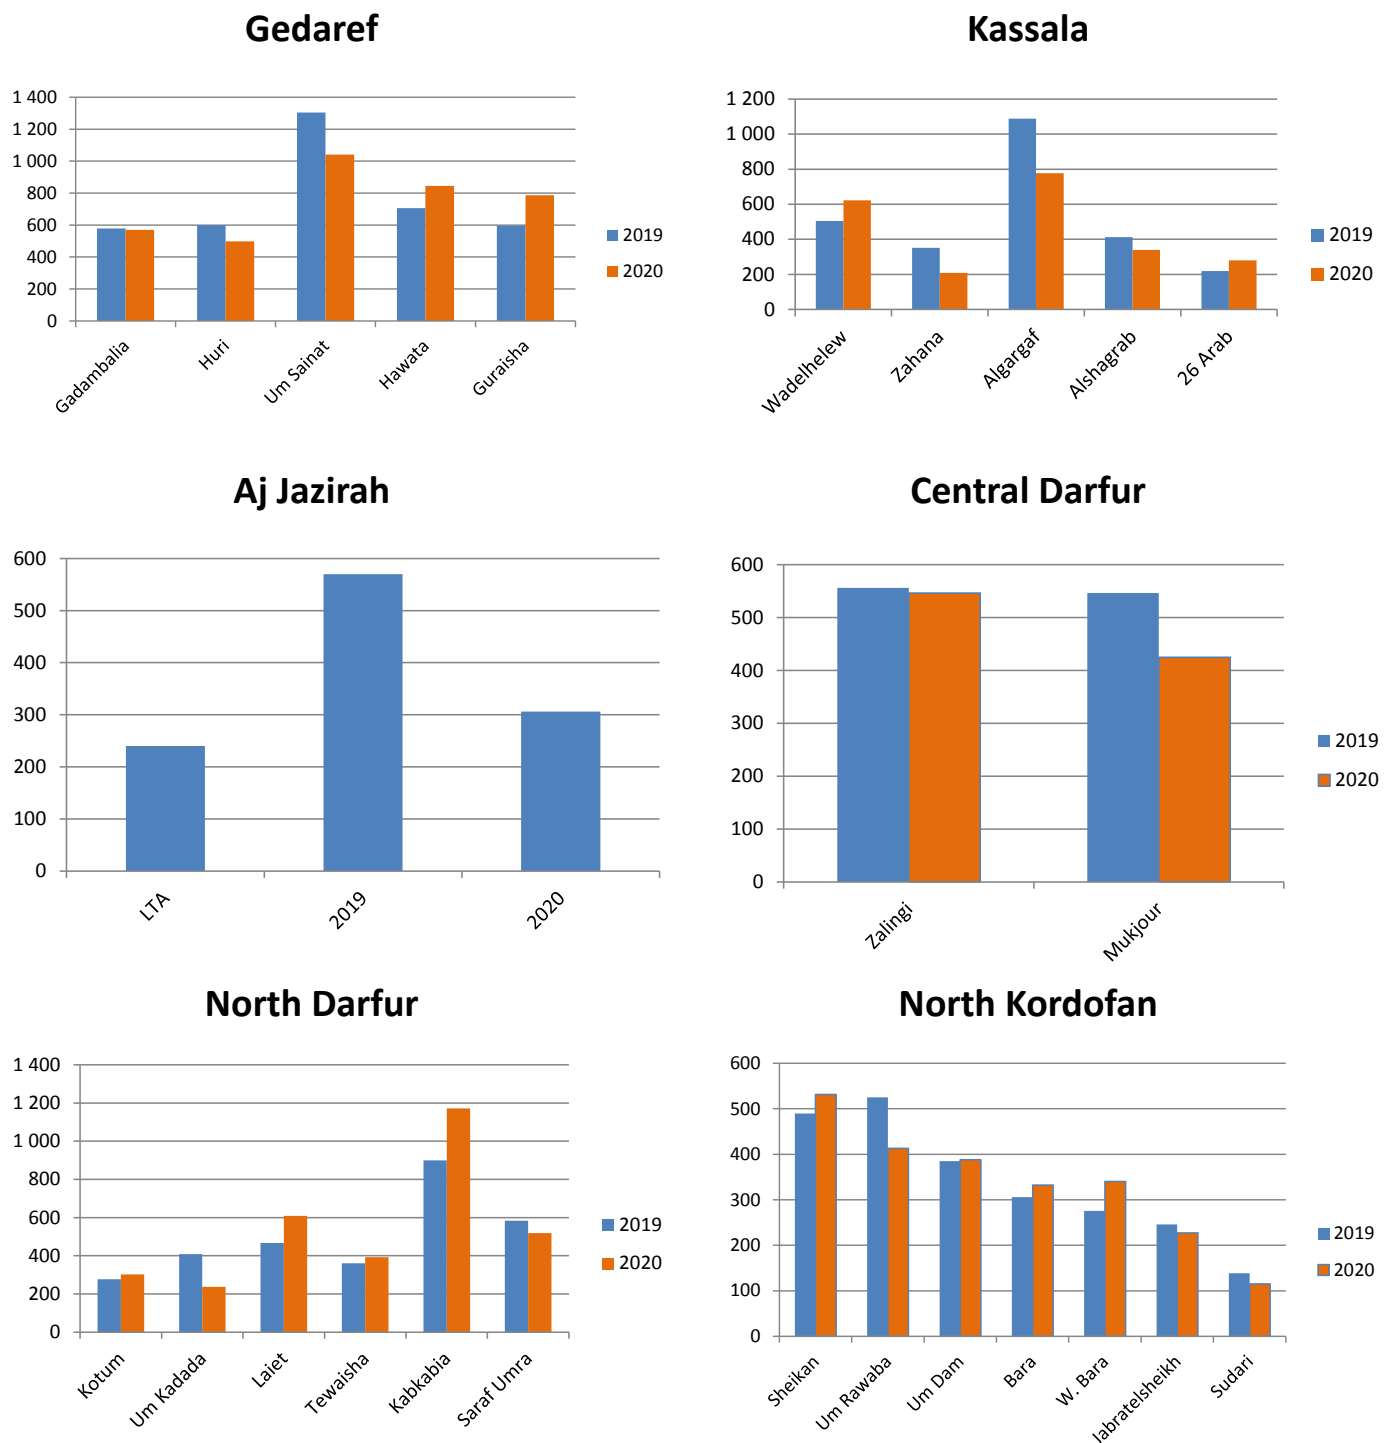 Gedaref
1 400
1 200
1 000
800
600
400
200
0
Gadambalia
Huri
Um Sainat
Hawata
Guraisha
2019
2020
Kassala
1 200
1 000
800
600
400
200
0
Wadelhelew
Zahana
Algargaf
Alshagrab
26 Arab
2019
2020
Aj Jazirah
600
500
400
300
200
100
0
LTA
2019
2020
Central Darfur
600
500
400
300
200
100
0
Zalingi
Mukjour
2019
2020
North Darfur
1 400
1 200
1 000
800
600
400
200
0
Kotum
Um Kadada
Laiet
Tewaisha
Kabkabia
Saraf Umra
2019
2020
North Kordofan
600
500
400
300
200
100
0
Sheikan
Um Rawaba
Um Dam
Bara
W. Bara
Iabratelsheikh
Sudari
2019
2020